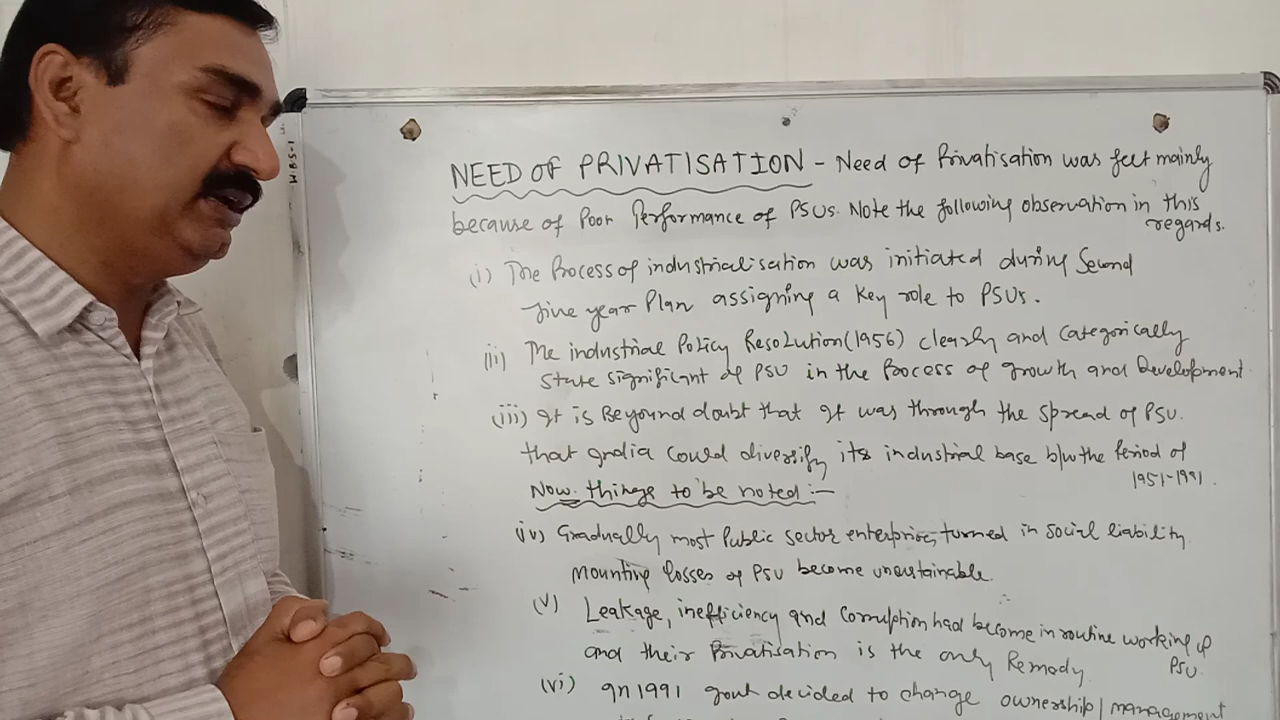 NEED OF PRIVATISATION - Need of Privatisation was felt mainly
because of Poor Performance of PSUs. Note the following observation in this
regards.
(i) The Process of industrialisation was initiated during Second
five year Plan assigning a key role to PSUs.
(ii) The industrial Policy Resolution (1956) clearly and categorically
State significant of PSU in the Process of growth and Development
(iii) It is Beyound doubt that It was through the spread of PSU.
that India Could diversify its industrial base b/w the Period of
1951-1991.
Now. things to be noted :-
iv) Gradually most Public sector enterprise, turned in social liability
Mounting losses of PSU become unsustainable.
(v) Leakage, inefficiency and Corruption had become in routine working of
PSU
and their Privatisation is the only Remedy.
(vi) In 1991 govt decided to change ownership/management
W.B.S-1